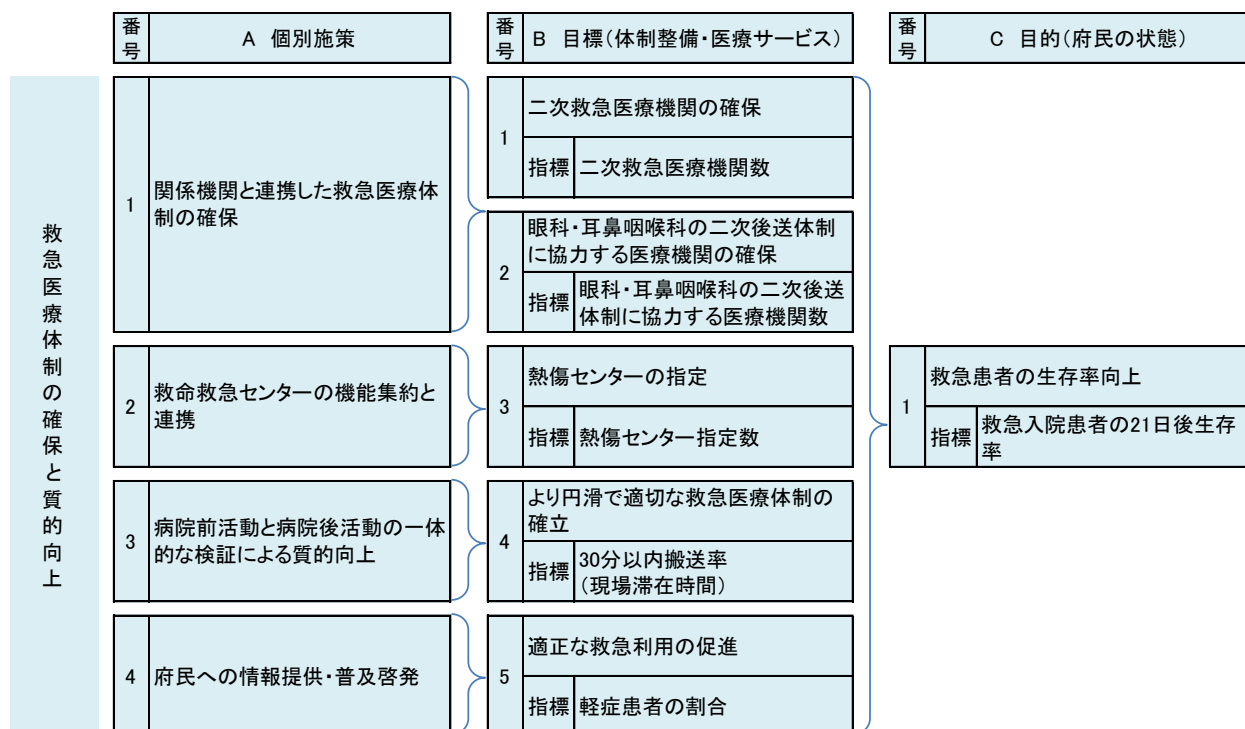 番号
A 個別施策
番号
B 目標(体制整備・医療サービス)
番号
C 目的(府民の状態)
救急医療体制の確保と質的向上
1
関係機関と連携した救急医療体
制の確保
1
二次救急医療機関の確保
指標
二次救急医療機関数
2
眼科・耳鼻咽喉科の二次後送体制
に協力する医療機関の確保
指標
眼科・耳鼻咽喉科の二次後送
体制に協力する医療機関数
2
救命救急センターの機能集約と
連携
3
熱傷センターの指定
指標
熱傷センター指定数
1
救急患者の生存率向上
指標
救急入院患者の21日後生存
率
3
病院前活動と病院後活動の一体
的な検証による質的向上
4
より円滑で適切な救急医療体制の
確立
指標
30分以内搬送率
(現場滞在時間)
4
府民への情報提供・普及啓発
5
適正な救急利用の促進
指標
軽症患者の割合